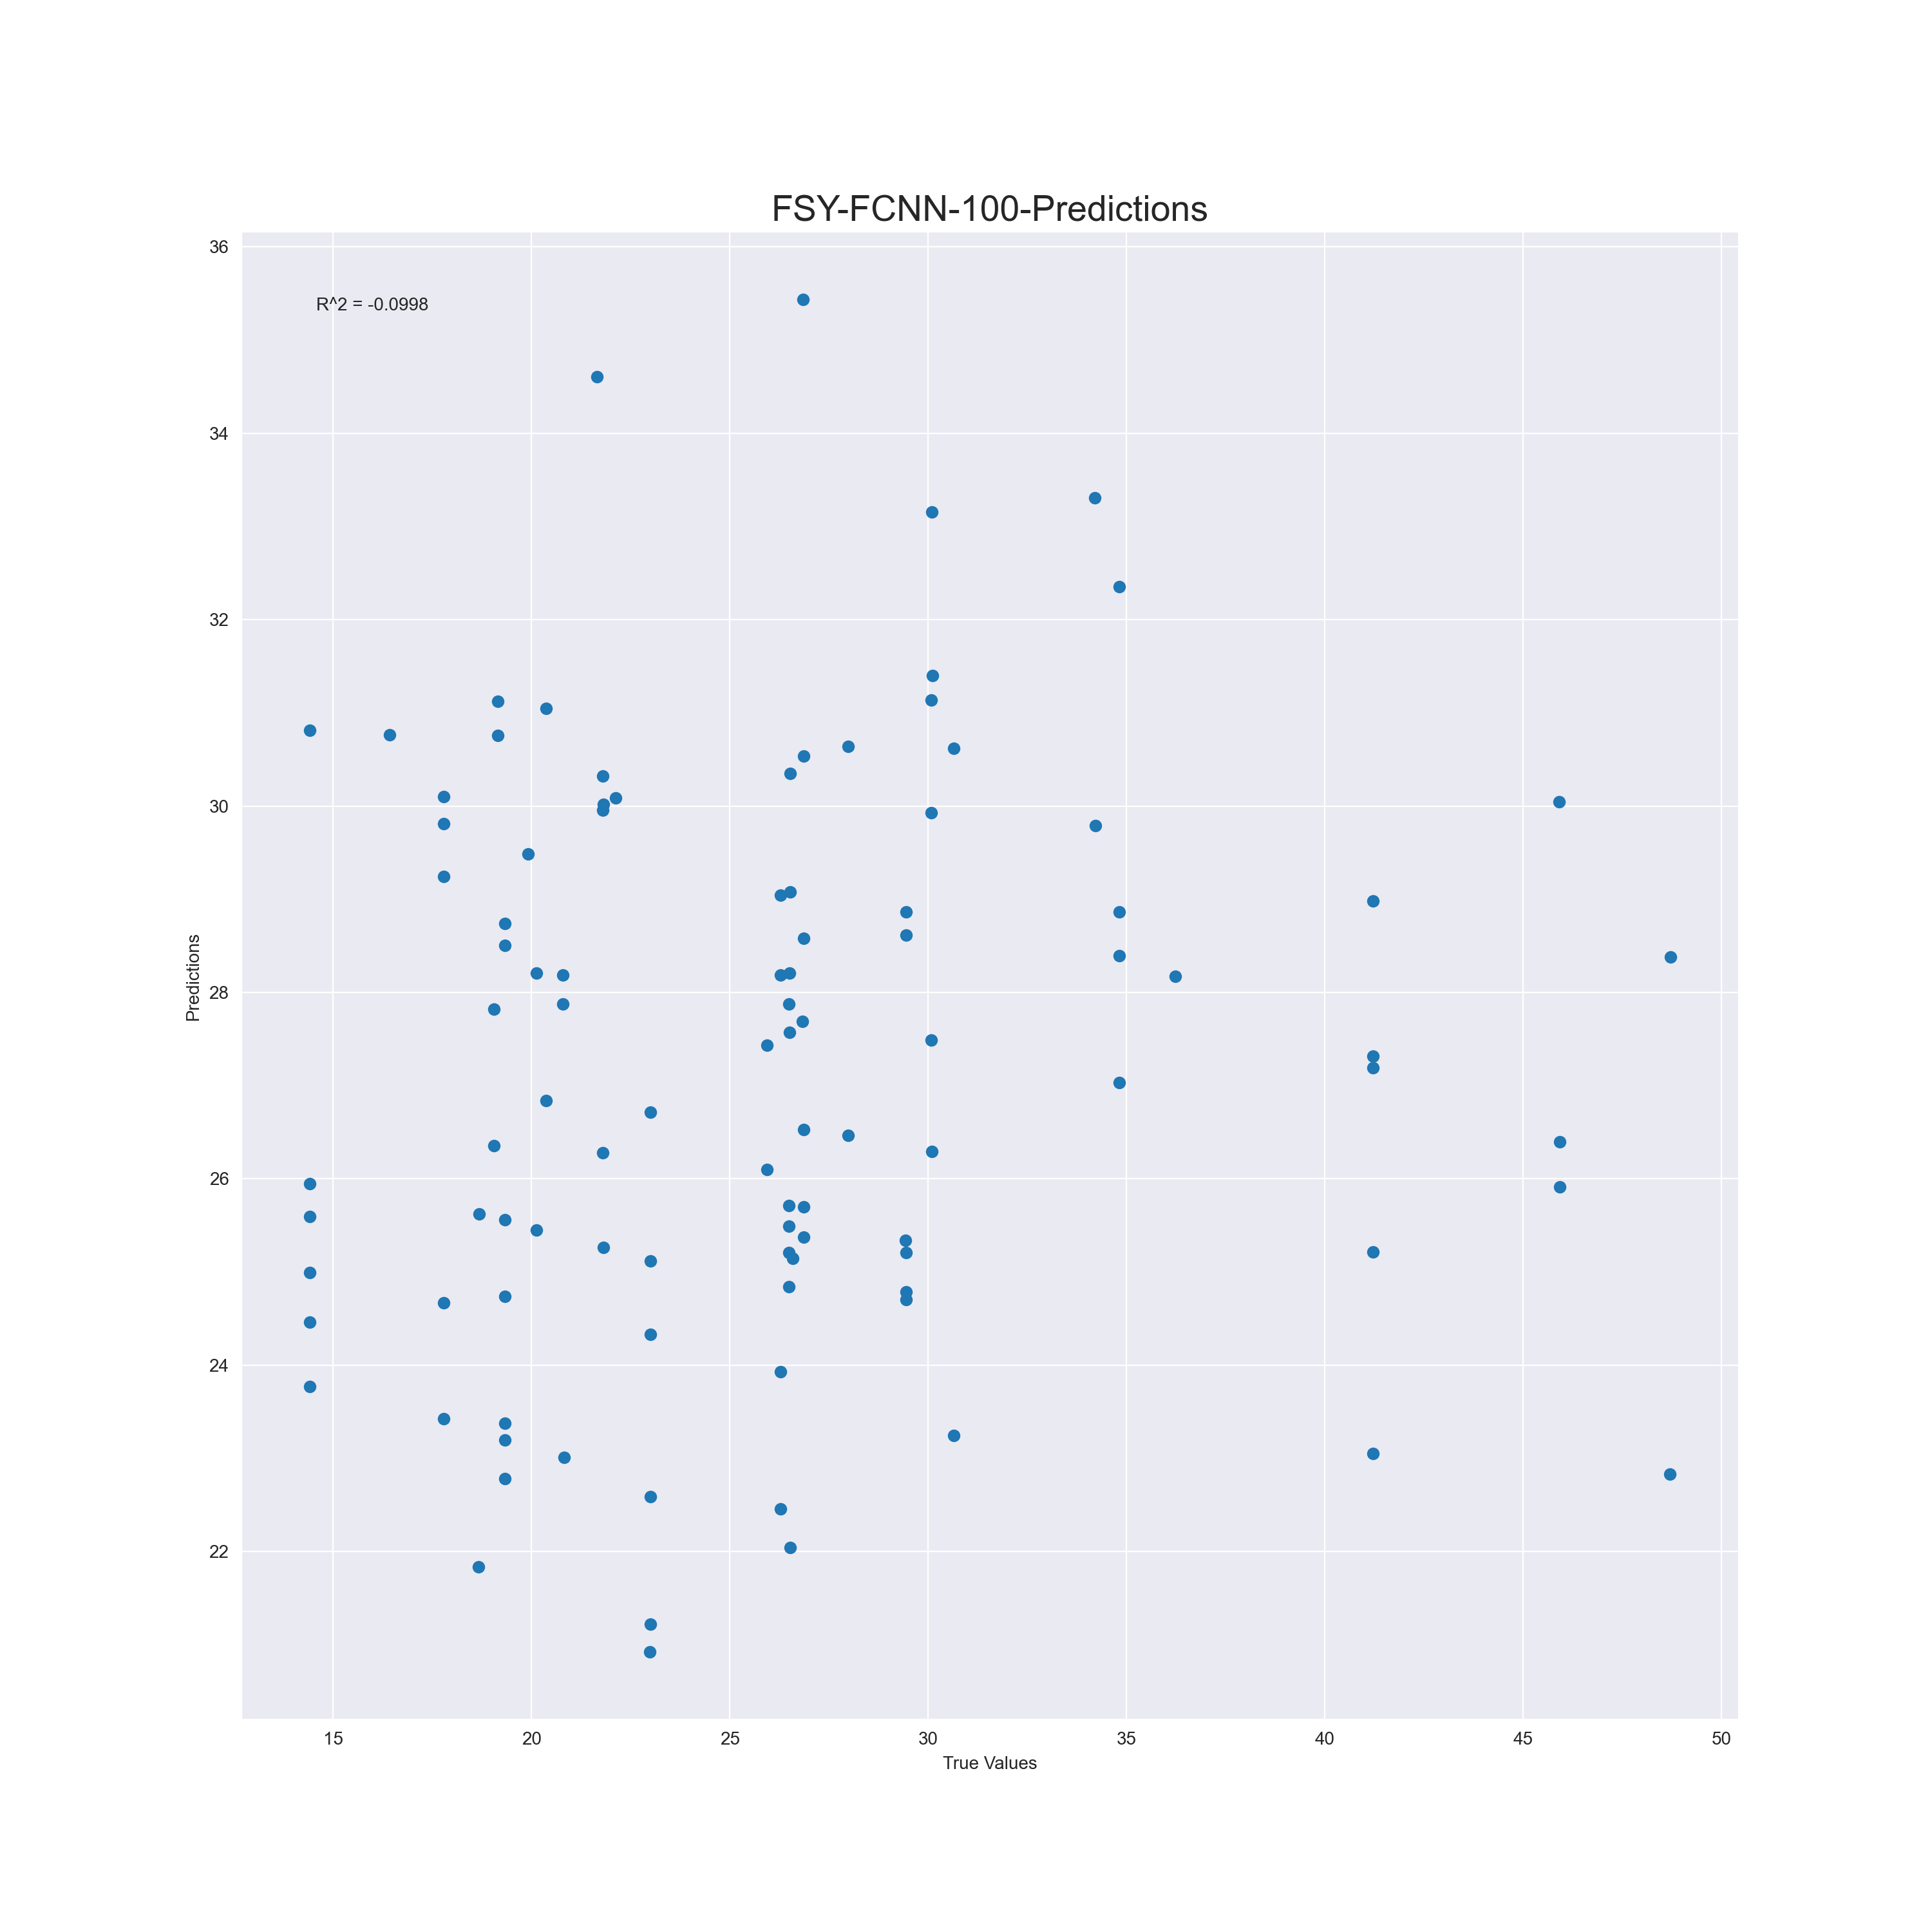 FSY-FCNN-100-Predictions
R^2 = -0.0998
36
34
32
30
28
26
24
22
Predictions
15 20 25 30 35 40 45 50
True Values